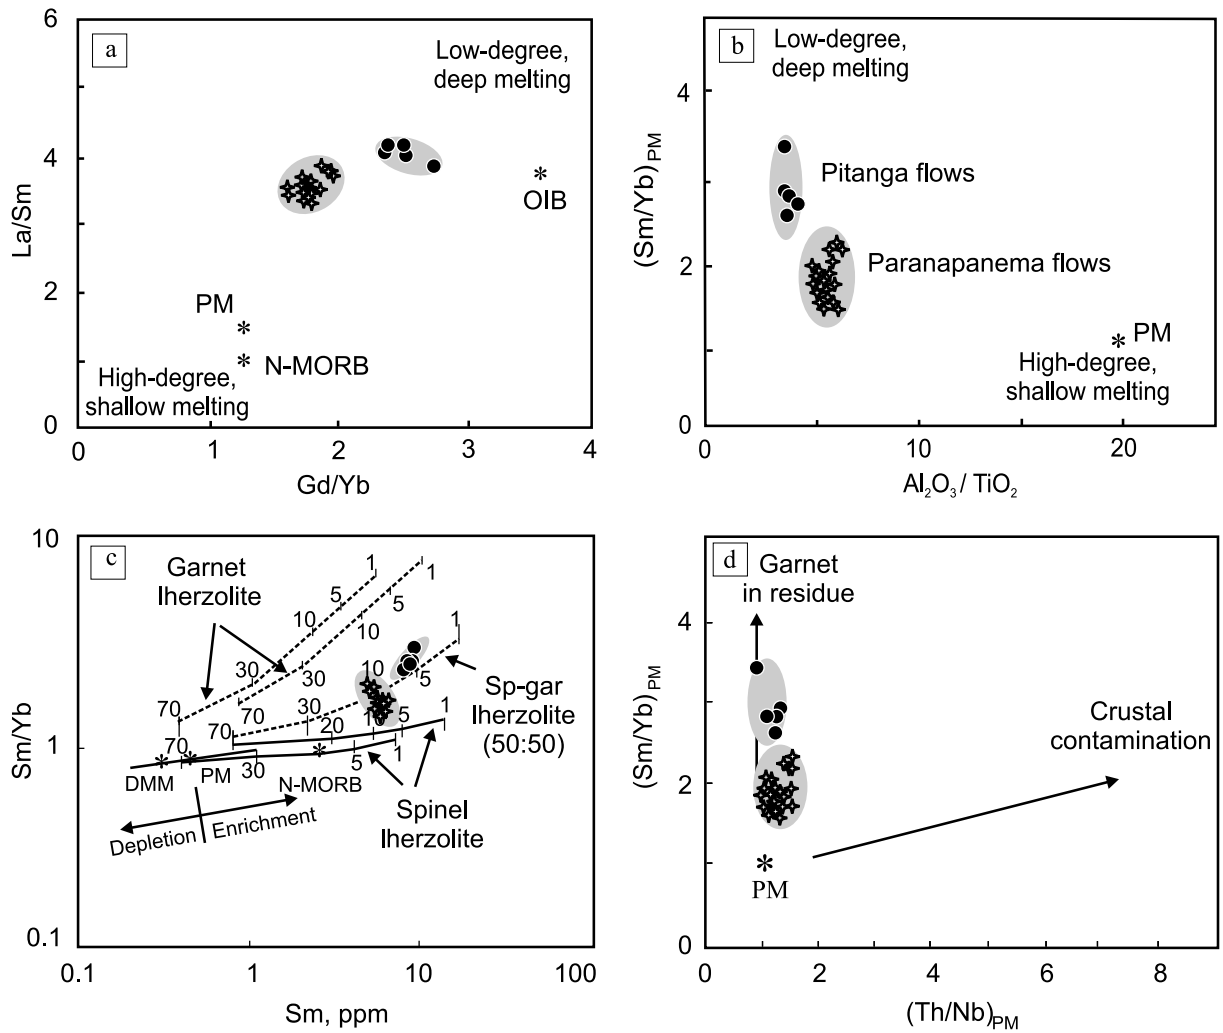 a
6
4
2
0
La/Sm
Low-degree,
deep melting
OIB
PM
N-MORB
High-degree,
shallow melting
0
1
2
3
4
Gd/Yb
b
4
2
0
(Sm/Yb)PM
Low-degree,
deep melting
Pitanga flows
Paranapanema flows
PM
High-degree,
shallow melting
0
10
20
Al2O3/ TiO2
c
10
1
0.1
Sm/Yb
Garnet
lherzolite
1
5
10
30
70
1
5
10
30
70
1
5
10
30
70
Sp-gar
lherzolite
(50:50)
1
5
10
20
70
1
5
30
DMM
PM
N-MORB
Spinel
lherzolite
Depletion
Enrichment
0.1
1
10
100
Sm, ppm
d
4
2
0
(Sm/Yb)PM
Garnet
in residue
Crustal
contamination
PM
0
2
4
6
8
(Th/Nb)PM